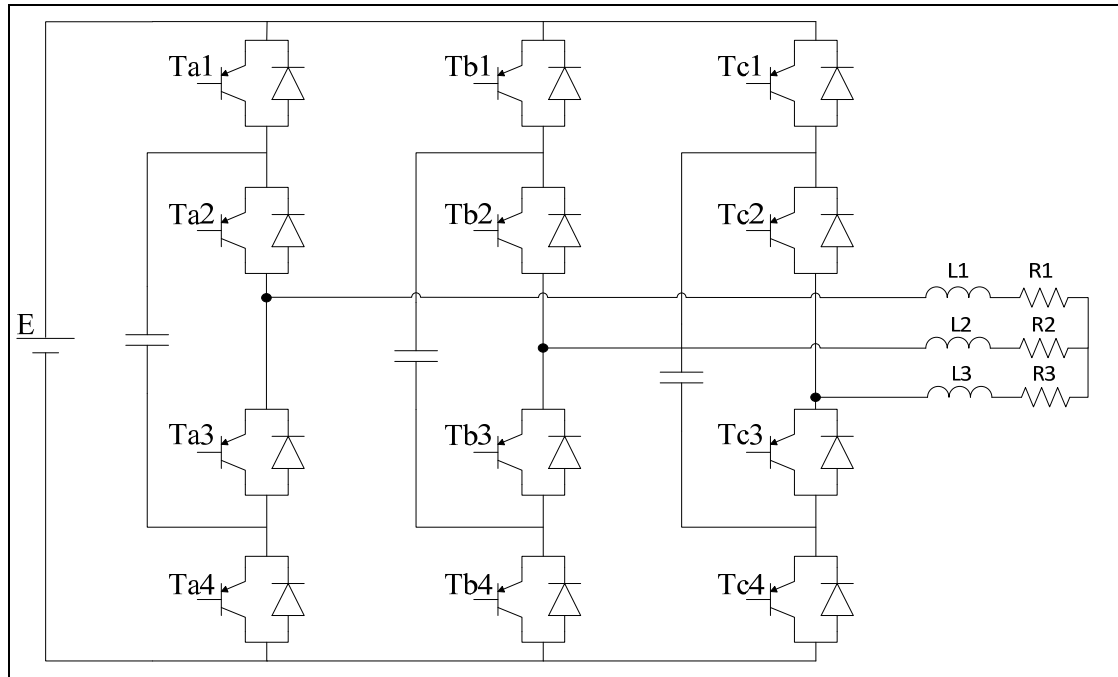 Ta1 Tb1 Tc1
Ta2 Tb2 Tc2
L1 R1
E L2 R2
L3 R3
Ta3 Tb3 Tc3
Ta4 Tb4 Tc4